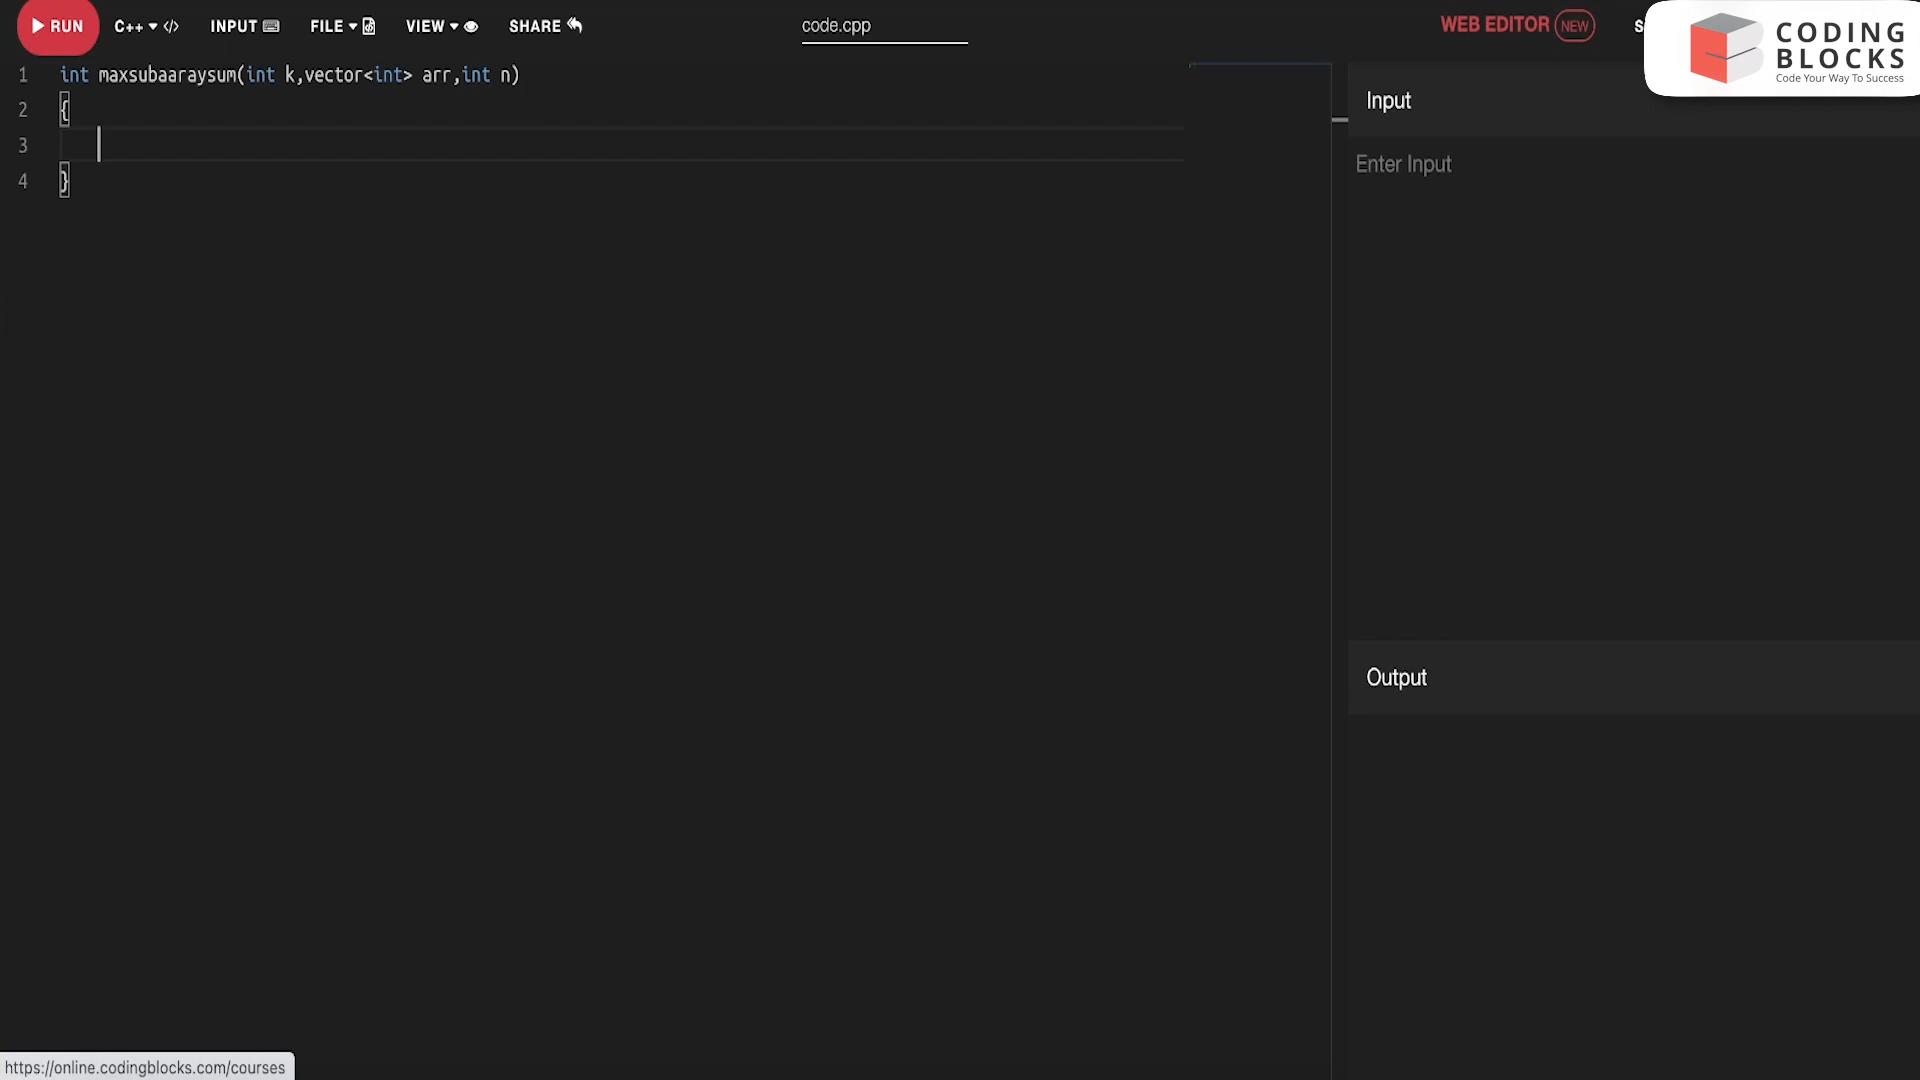 RUN C++ INPUT FILE VIEW SHARE code.cpp WEB EDITOR NEW
CODING
BLOCKS
Code Your Way To Success
1 int maxsubaaraysum(int k,vector<int> arr,int n)
2 {
3
4 }
Input
Enter Input
Output
https://online.codingblocks.com/courses